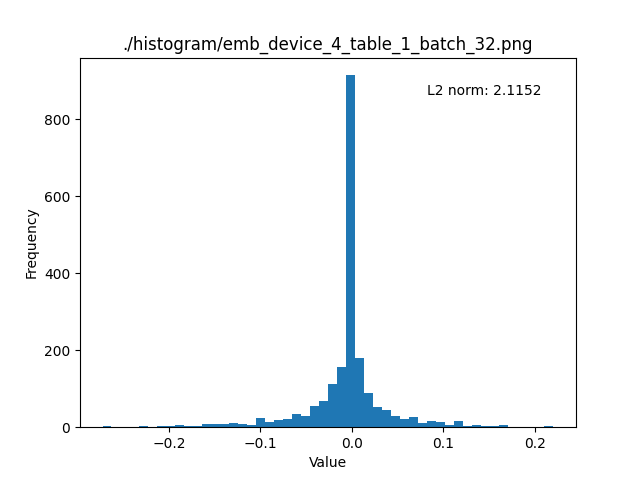 ./histogram/emb_device_4_table_1_batch_32.png
L2 norm: 2.1152
800
600
400
200
0
Frequency
−0.2
−0.1
0.0
0.1
0.2
Value